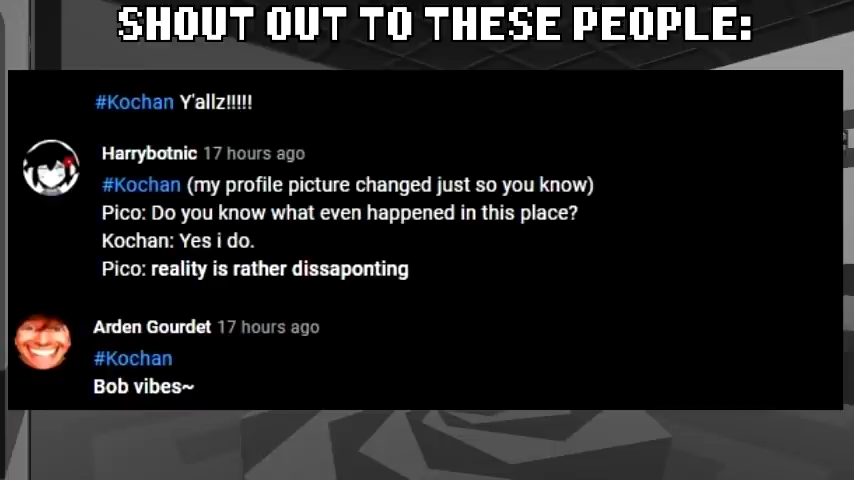 SHOUT OUT TO THESE PEOPLE:
#Kochan Y'allz!!!!!
Harrybotnic 17 hours ago
#Kochan (my profile picture changed just so you know)
Pico: Do you know what even happened in this place?
Kochan: Yes i do.
Pico: reality is rather dissaponting
Arden Gourdet 17 hours ago
#Kochan
Bob vibes~